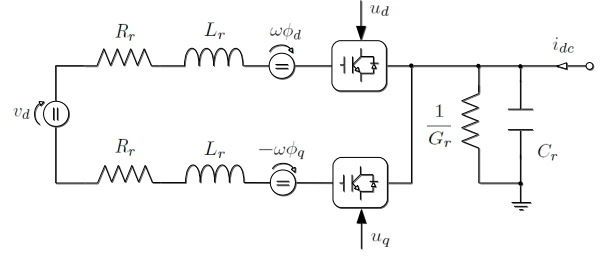 u_d
R_r
L_r
ωϕ_d
i_dc
v_d
1
G_r
C_r
R_r
L_r
−ωϕ_q
u_q